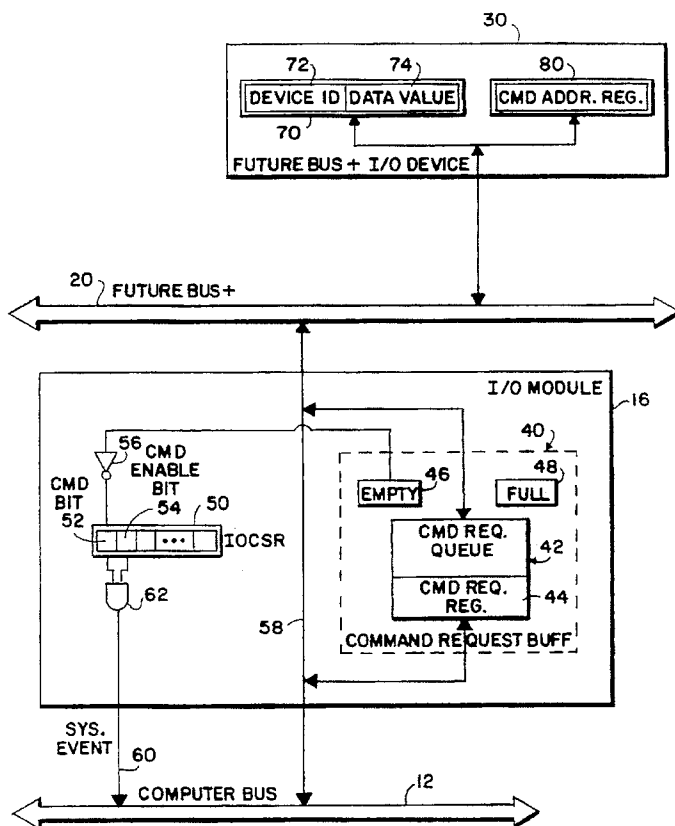 30
72 74 80
DEVICE ID DATA VALUE CMD ADDR. REG.
70
FUTURE BUS + I/O DEVICE
20 FUTURE BUS +
I/O MODULE
16
40
56 CMD
ENABLE
BIT
CMD
BIT
EMPTY 46
48
FULL
52 54 50
IOCSR
CMD REQ.
QUEUE
42
CMD REQ.
REG.
44
62
58
COMMAND REQUEST BUFF
SYS.
EVENT
60
COMPUTER BUS
12